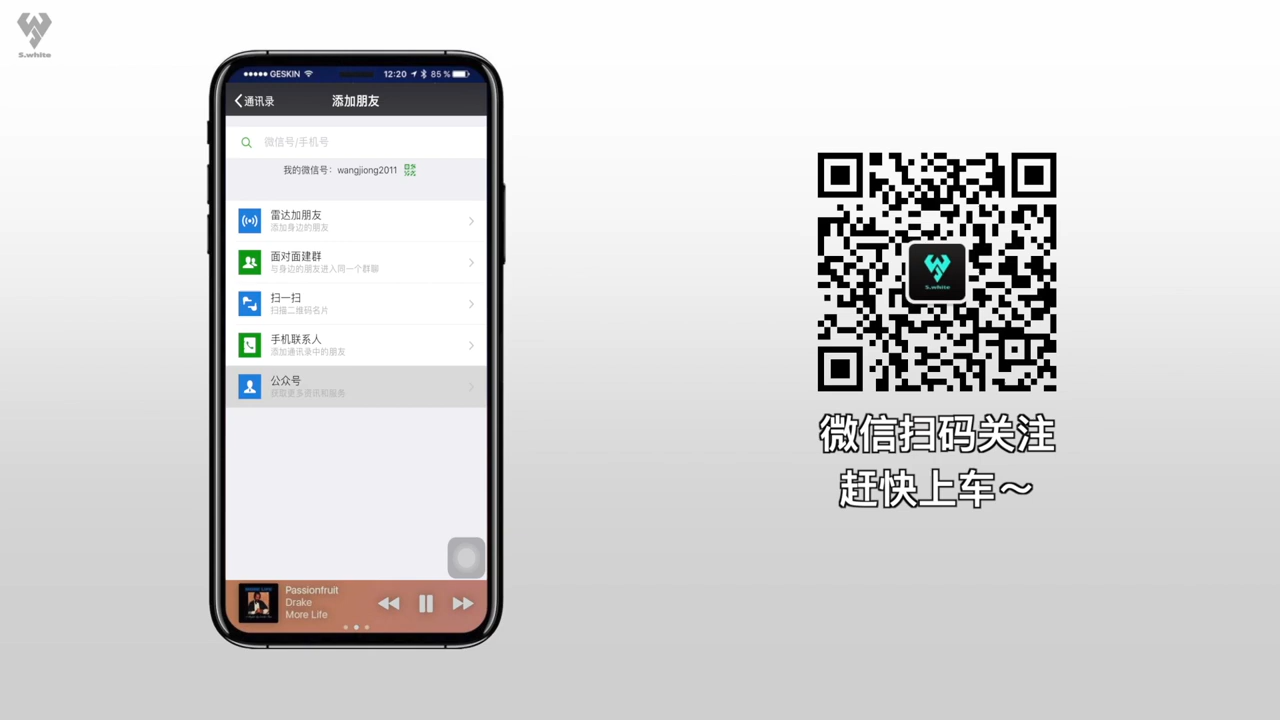 S.white
GESKIN
12:20
85 %
通讯录
添加朋友
微信号/手机号
我的微信号：wangjiong2011
雷达加朋友
添加身边的朋友
面对面建群
与身边的朋友进入同一个群聊
扫一扫
扫描二维码名片
手机联系人
添加通讯录中的朋友
公众号
获取更多资讯和服务
Passionfruit
Drake
More Life
S.white
微信扫码关注
赶快上车～